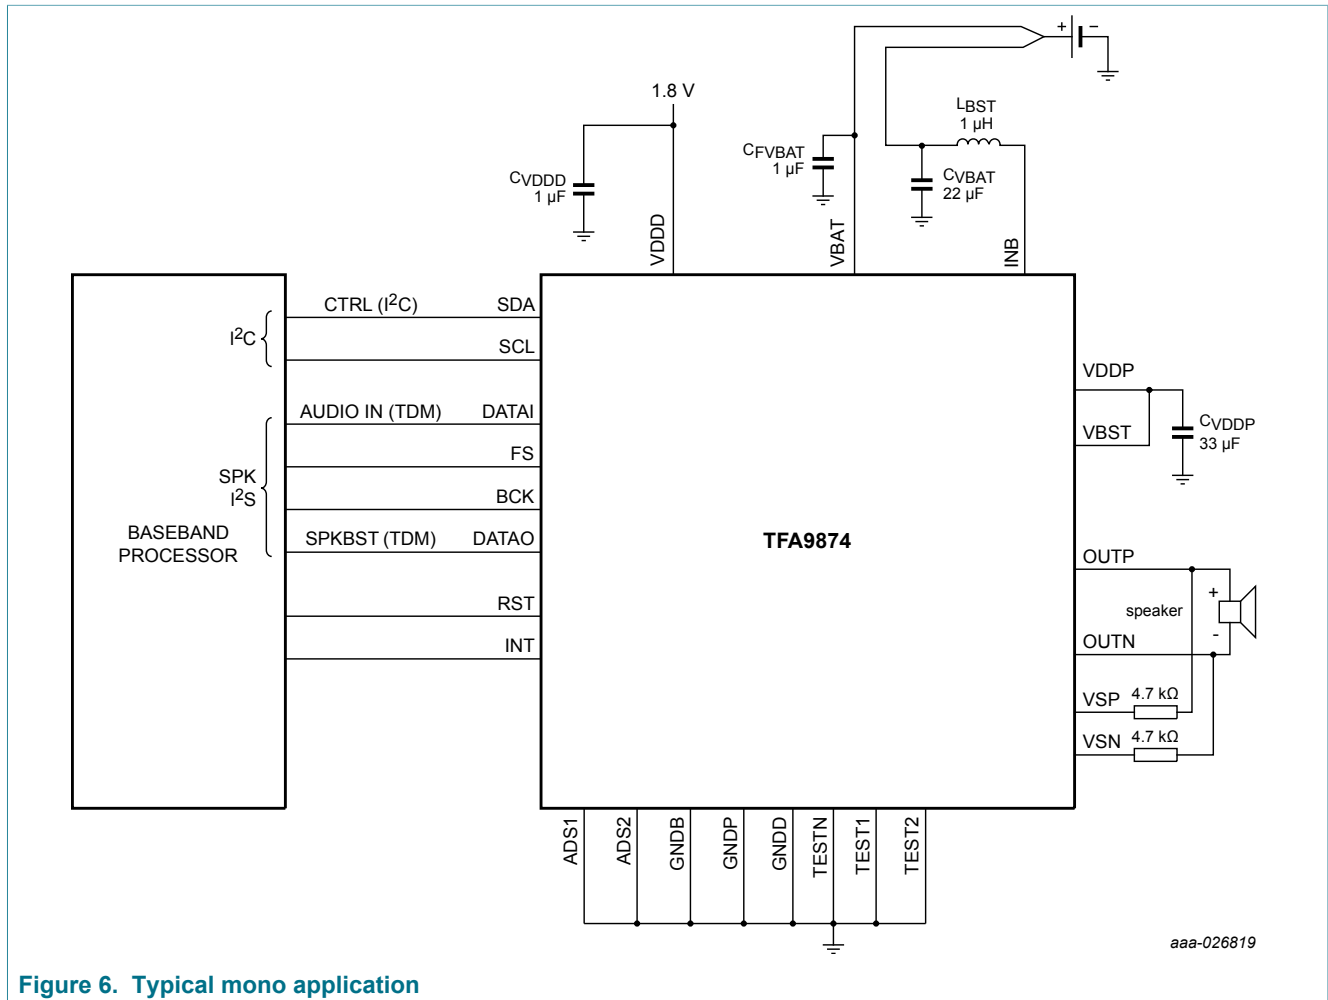 + −
1.8 V
LBST
1 µH
CFVBAT
1 µF
CVBAT
22 µF
CVDDD
1 µF
VDDD
VBAT
INB
CTRL (I2C) SDA
I2C
SCL
AUDIO IN (TDM) DATAI
FS
SPK
I2S
BCK
SPKBST (TDM) DATAO
BASEBAND
PROCESSOR
RST
INT
TFA9874
VDDP
VBST
CVDDP
33 µF
OUTP
+
speaker
-
OUTN
VSP 4.7 kΩ
VSN 4.7 kΩ
ADS1
ADS2
GNDB
GNDP
GNDD
TESTN
TEST1
TEST2
aaa-026819
Figure 6. Typical mono application